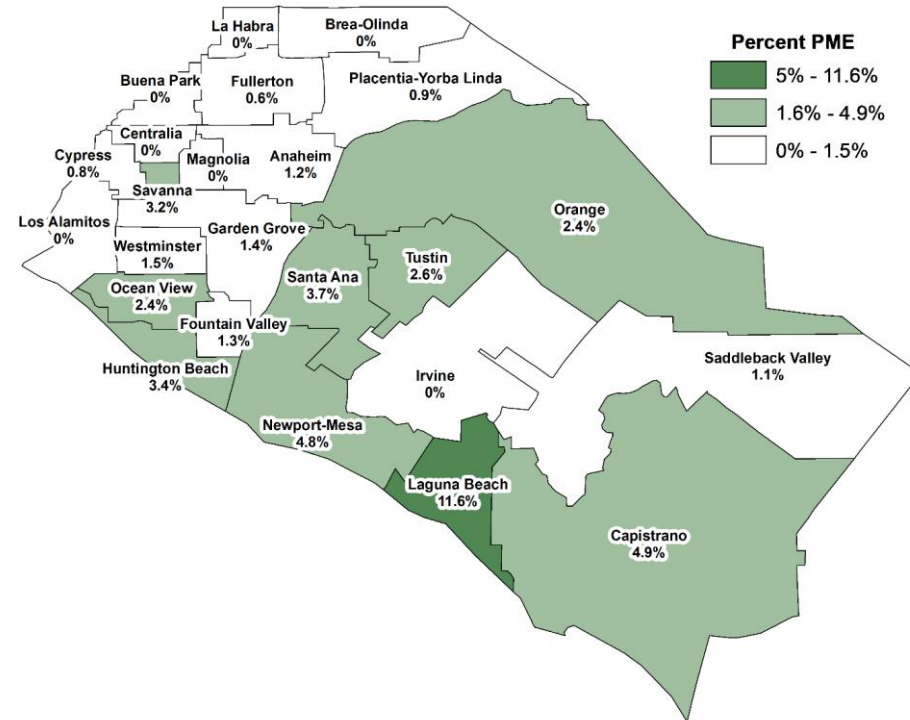 La Habra
0%
Brea-Olinda
0%
Percent PME
5% - 11.6%
1.6% - 4.9%
0% - 1.5%
Buena Park
0%
Fullerton
0.6%
Placentia-Yorba Linda
0.9%
Centralia
0%
Cypress
0.8%
Magnolia
0%
Anaheim
1.2%
Savanna
3.2%
Los Alamitos
0%
Garden Grove
1.4%
Orange
2.4%
Westminster
1.5%
Tustin
2.6%
Santa Ana
3.7%
Ocean View
2.4%
Fountain Valley
1.3%
Saddleback Valley
1.1%
Huntington Beach
3.4%
Irvine
0%
Newport-Mesa
4.8%
Laguna Beach
11.6%
Capistrano
4.9%